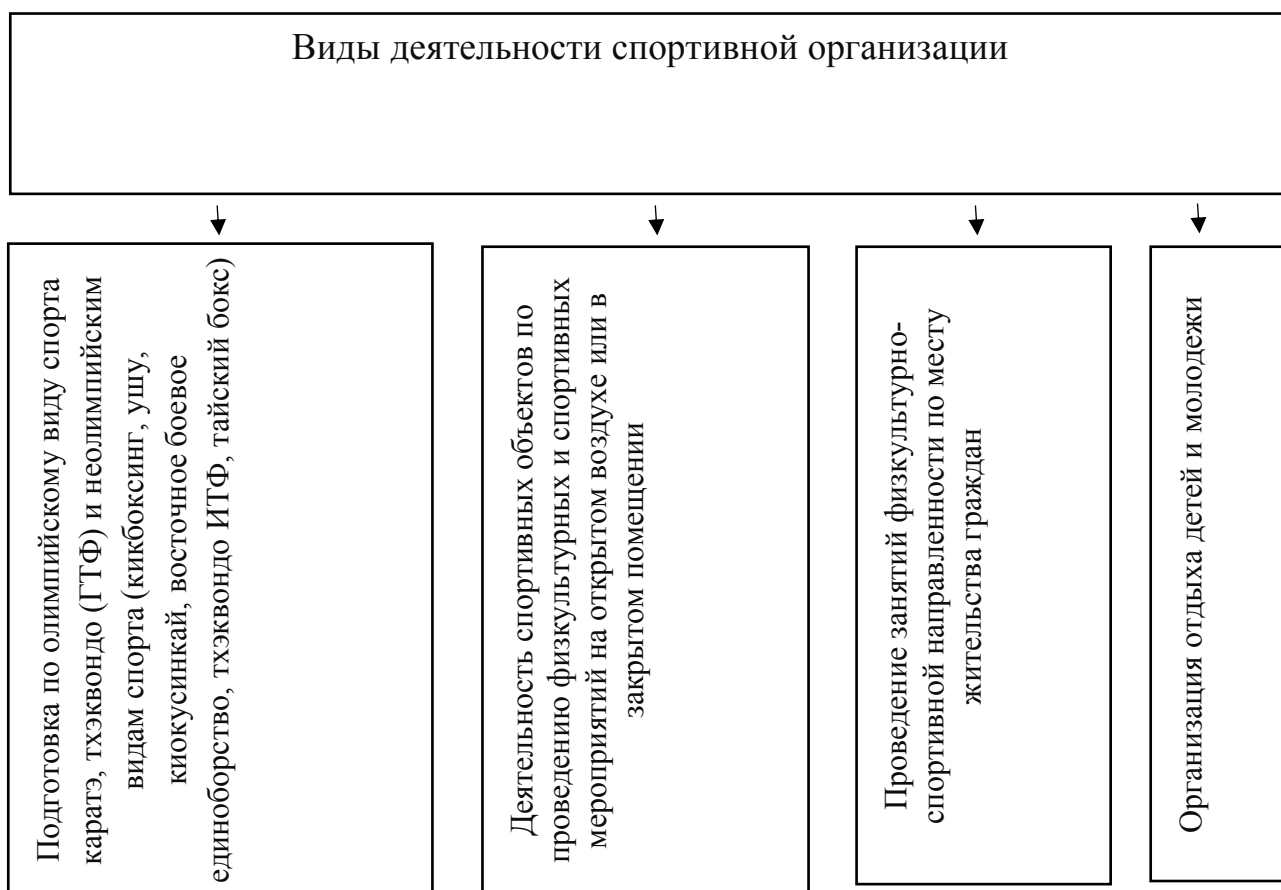 Виды деятельности спортивной организации
Подготовка по олимпийскому виду спорта
каратэ, тхэквондо (ГТФ) и неолимпийским
видам спорта (кикбоксинг, ушу,
киокусинкай, восточное боевое
единоборство, тхэквондо ИТФ, тайский бокс)
Деятельность спортивных объектов по
проведению физкультурных и спортивных
мероприятий на открытом воздухе или в
закрытом помещении
Проведение занятий физкультурно-
спортивной направленности по месту
жительства граждан
Организация отдыха детей и молодежи